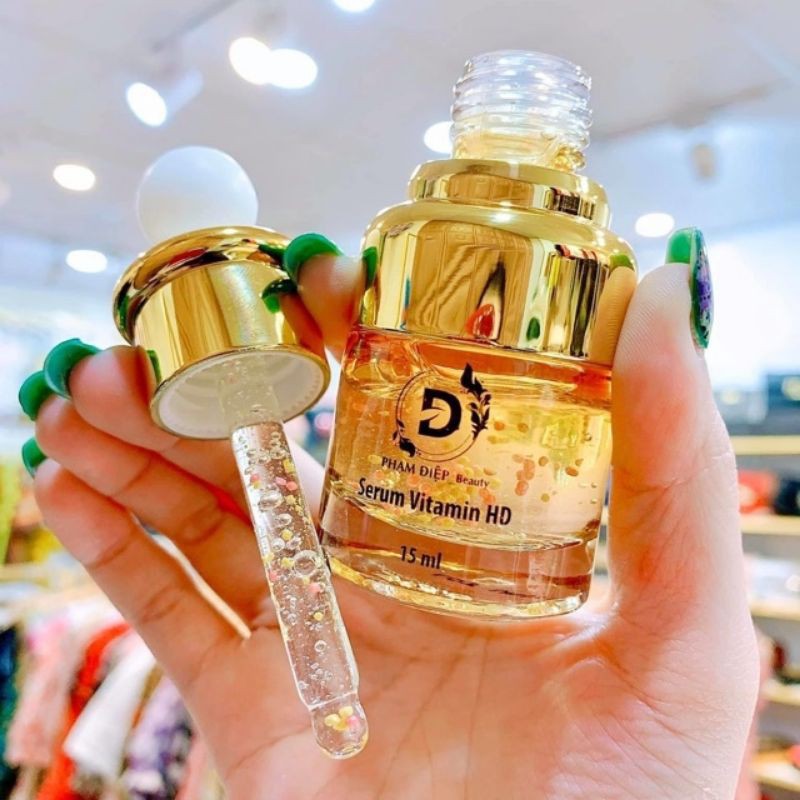 D
PHẠM ĐIỆP Beauty
Serum Vitamin HD
15 ml